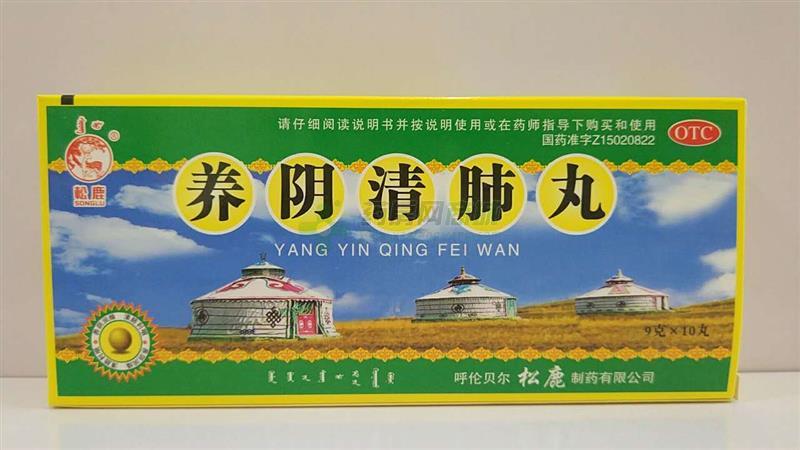 请仔细阅读说明书并按说明使用或在药师指导下购买和使用
国药准字Z15020822
OTC
®
松鹿
SONGLU
养阴清肺丸
YANG YIN QING FEI WAN
9克×10丸
呼伦贝尔松鹿制药有限公司